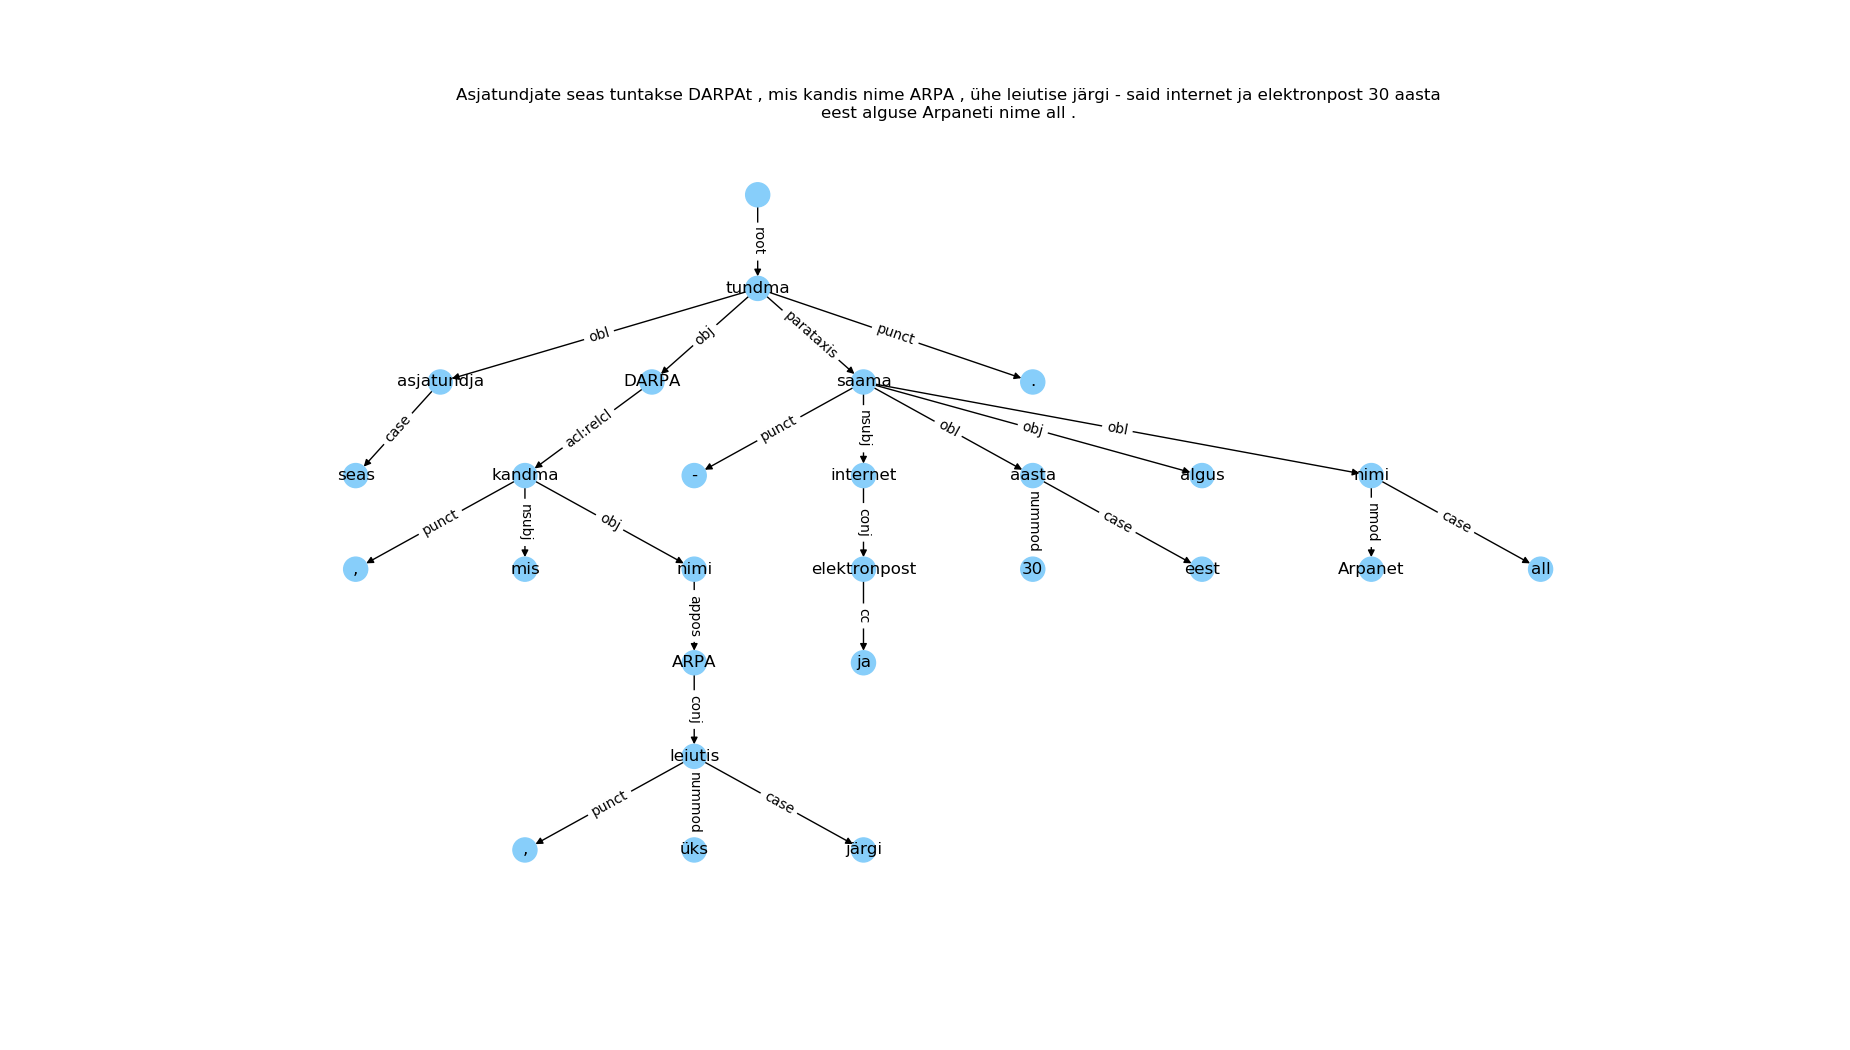 Asjatundjate seas tuntakse DARPAt , mis kandis nime ARPA , ühe leiutise järgi - said internet ja elektronpost 30 aasta
eest alguse Arpaneti nime all .
root
tundma
obl
obj
parataxis
punct
asjatundja
DARPA
saama
.
case
acl:relcl
punct
nsubj
obl
obj
obl
seas
kandma
-
internet
aasta
algus
nimi
punct
nsubj
obj
conj
nummod
case
nmod
case
,
mis
nimi
elektronpost
30
eest
Arpanet
all
appos
cc
ARPA
ja
conj
leiutis
punct
nummod
case
,
üks
järgi